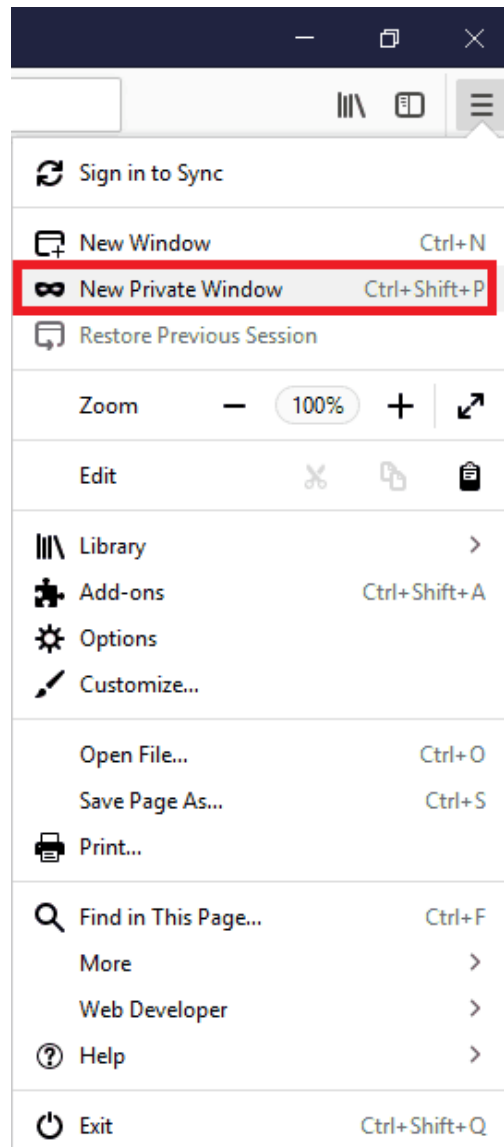 Sign in to Sync
New Window Ctrl+N
New Private Window Ctrl+Shift+P
Restore Previous Session
Zoom 100%
Edit
Library
Add-ons Ctrl+Shift+A
Options
Customize...
Open File... Ctrl+O
Save Page As... Ctrl+S
Print...
Find in This Page... Ctrl+F
More
Web Developer
Help
Exit Ctrl+Shift+Q